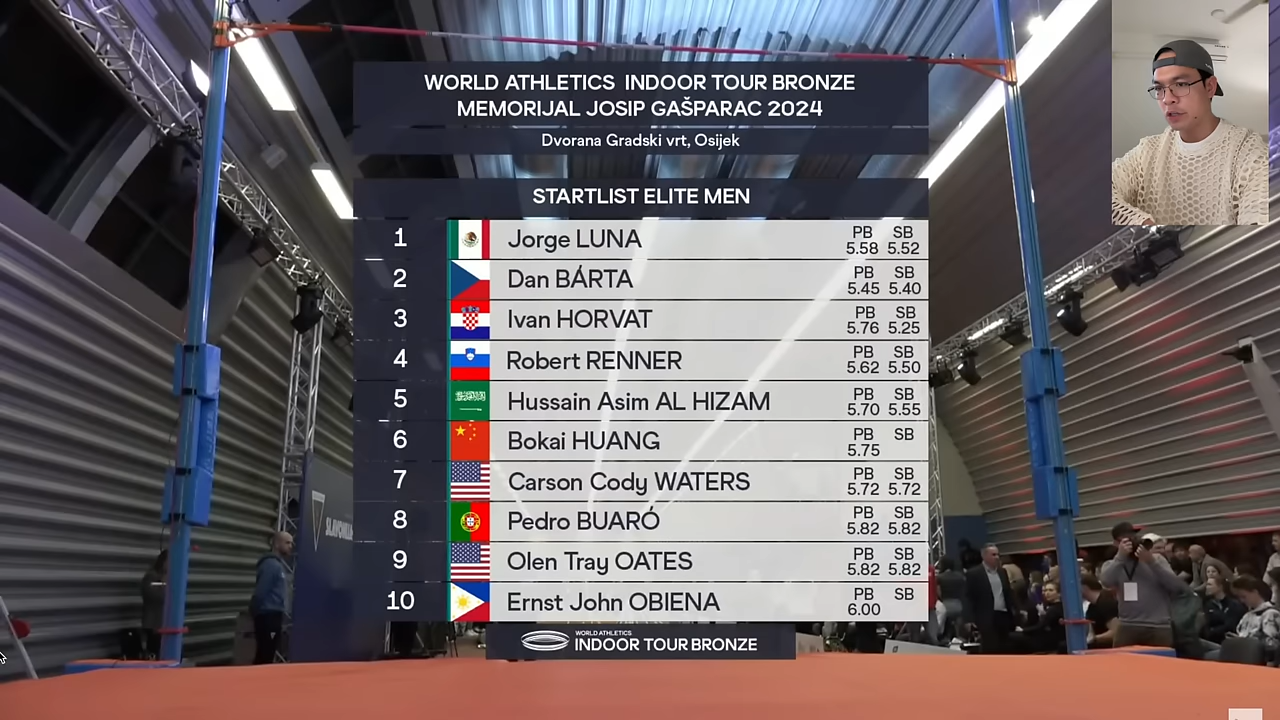 WORLD ATHLETICS INDOOR TOUR BRONZE
MEMORIJAL JOSIP GAŠPARAC 2024
Dvorana Gradski vrt, Osijek
STARTLIST ELITE MEN
1 Jorge LUNA PB 5.58 SB 5.52
2 Dan BÁRTA PB 5.45 SB 5.40
3 Ivan HORVAT PB 5.76 SB 5.25
4 Robert RENNER PB 5.62 SB 5.50
5 Hussain Asim AL HIZAM PB 5.70 SB 5.55
6 Bokai HUANG PB 5.75 SB
7 Carson Cody WATERS PB 5.72 SB 5.72
8 Pedro BUARÓ PB 5.82 SB 5.82
9 Olen Tray OATES PB 5.82 SB 5.82
10 Ernst John OBIENA PB 6.00 SB
WORLD ATHLETICS
INDOOR TOUR BRONZE